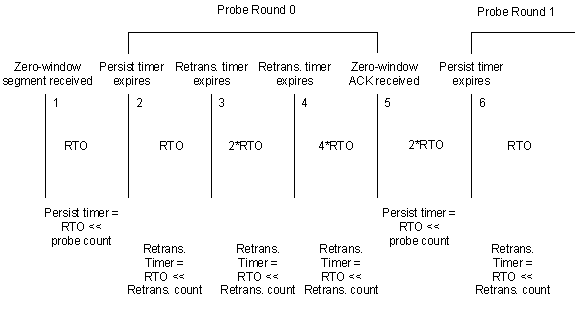 Probe Round 0
Probe Round 1
Zero-window
segment received
Persist timer
expires
Retrans. timer
expires
Retrans. timer
expires
Zero-window
ACK received
Persist timer
expires
1
2
3
4
5
6
RTO
RTO
2*RTO
4*RTO
2*RTO
RTO
Persist timer =
RTO <<
probe count
Persist timer =
RTO <<
probe count
Retrans.
Timer =
RTO <<
Retrans. count
Retrans.
Timer =
RTO <<
Retrans. count
Retrans.
Timer =
RTO <<
Retrans. count
Retrans.
Timer =
RTO <<
Retrans. count